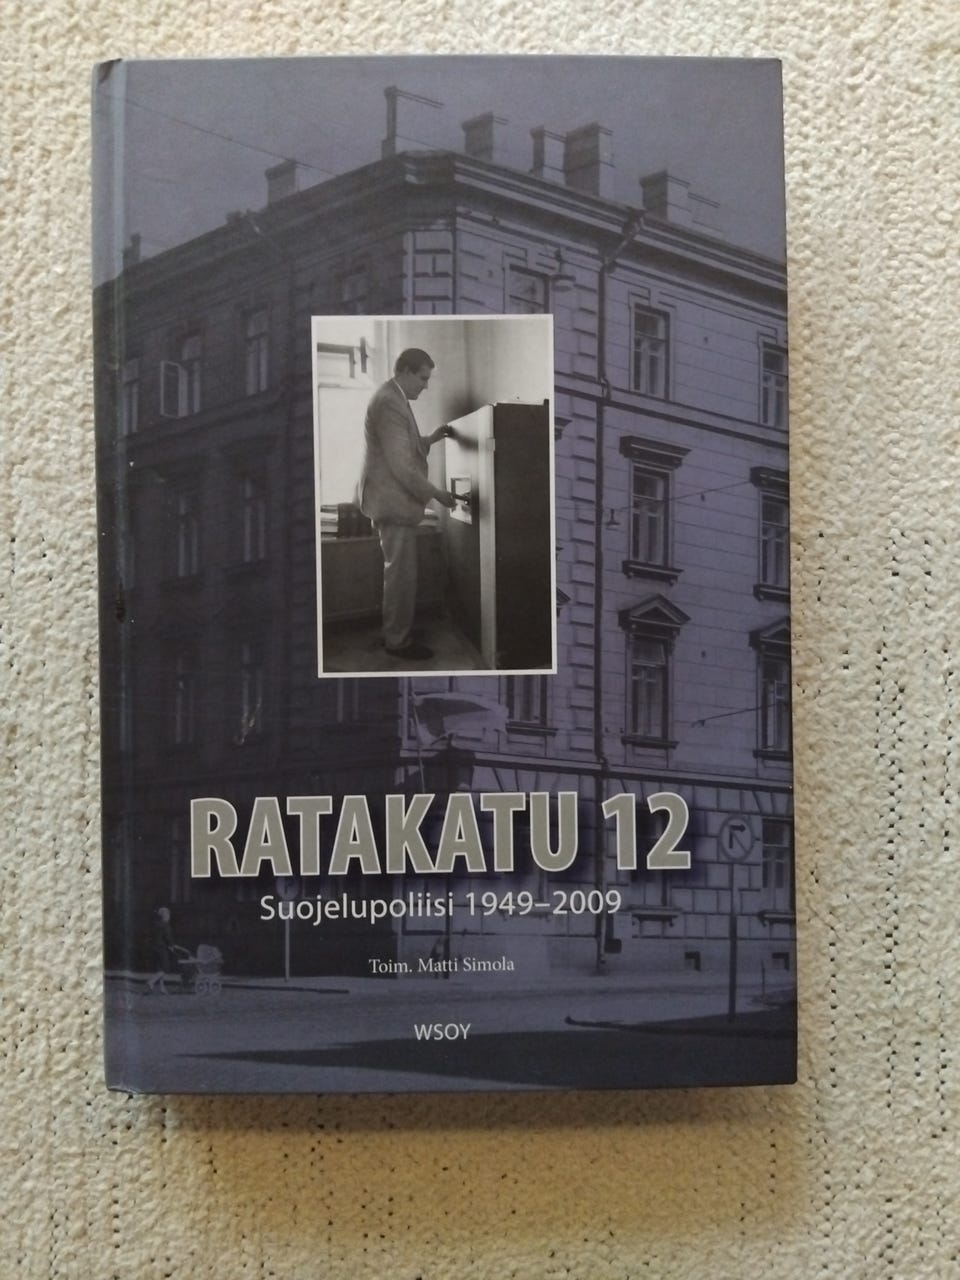 RATAKATU 12
Suojelupoliisi 1949–2009
Toim. Matti Simola
WSOY